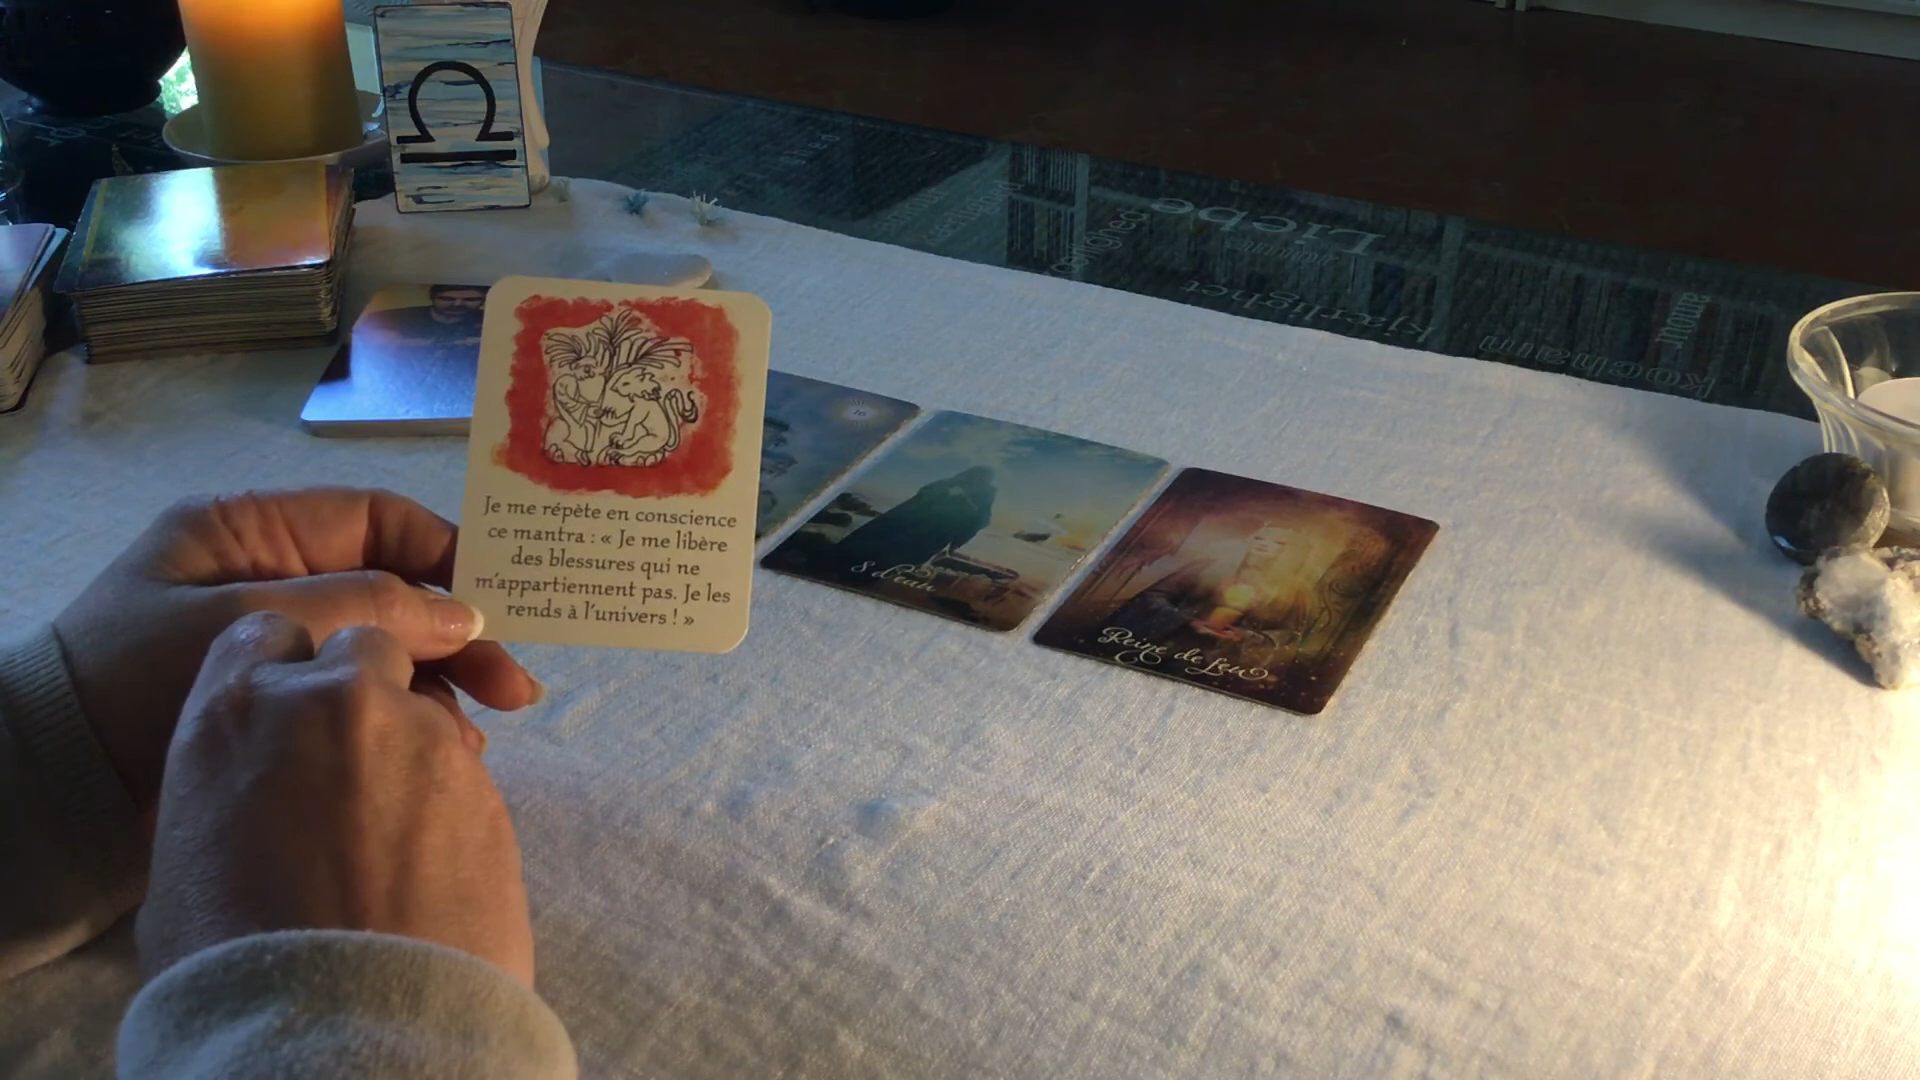 Je me répète en conscience
ce mantra : « Je me libère
des blessures qui ne
m'appartiennent pas. Je les
rends à l'univers ! »
16
8 d'eau
Reine de feu
Liebe
kjærlighet
amour